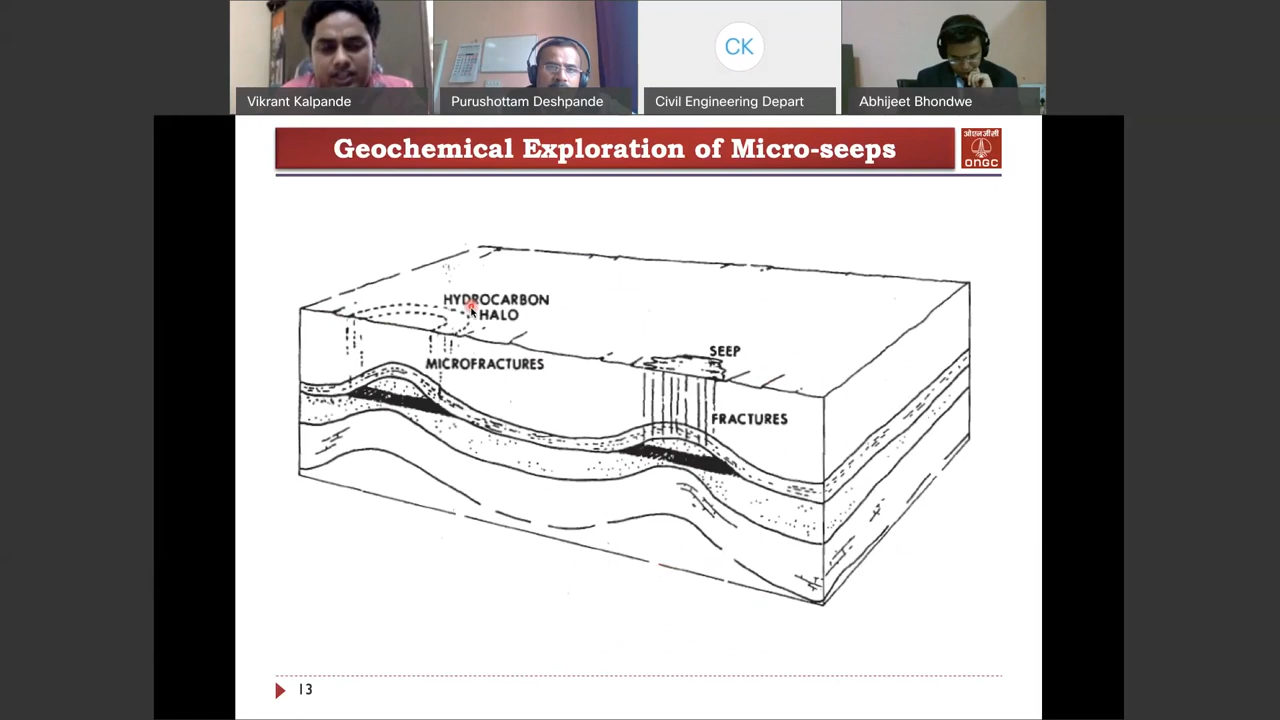 Vikrant Kalpande
Purushottam Deshpande
CK
Civil Engineering Depart
Abhijeet Bhondwe
Geochemical Exploration of Micro-seeps
ओएनजीसी
ONGC
HYDROCARBON
HALO
SEEP
MICROFRACTURES
FRACTURES
13